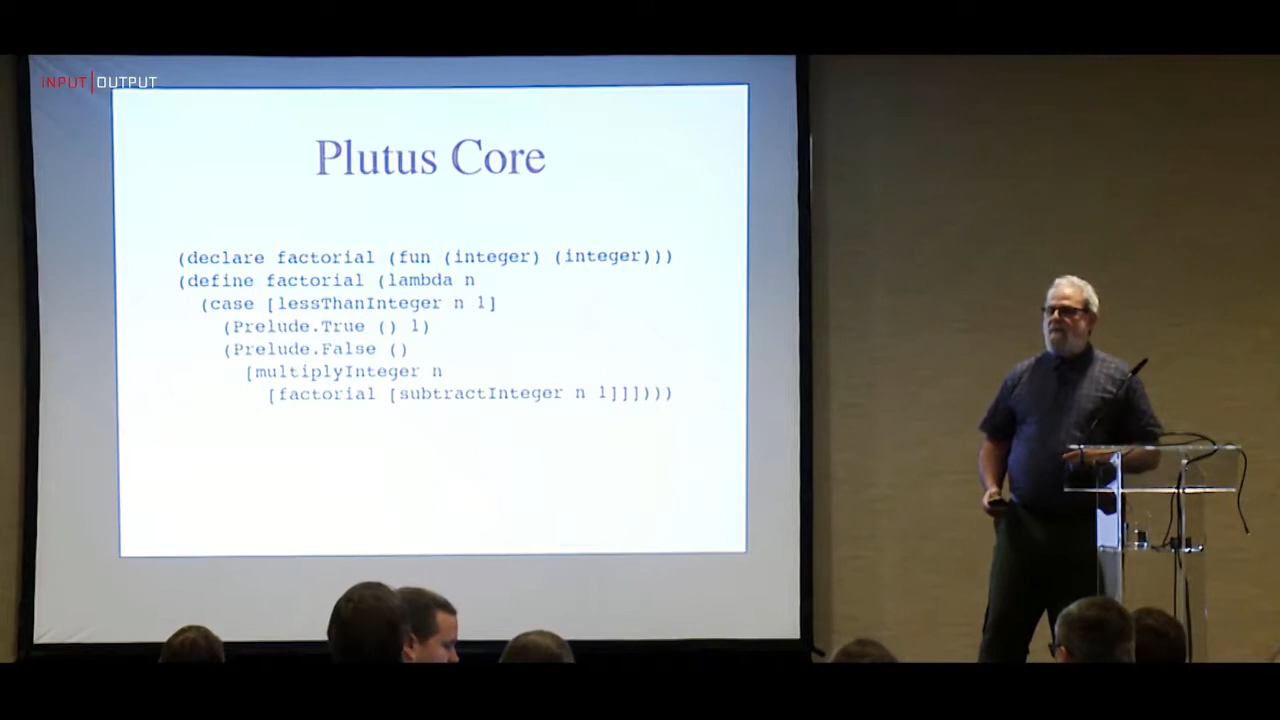 INPUT|OUTPUT
Plutus Core
(declare factorial (fun (integer) (integer)))
(define factorial (lambda n
(case [lessThanInteger n 1]
(Prelude.True () 1)
(Prelude.False ()
[multiplyInteger n
[factorial [subtractInteger n 1]]])))